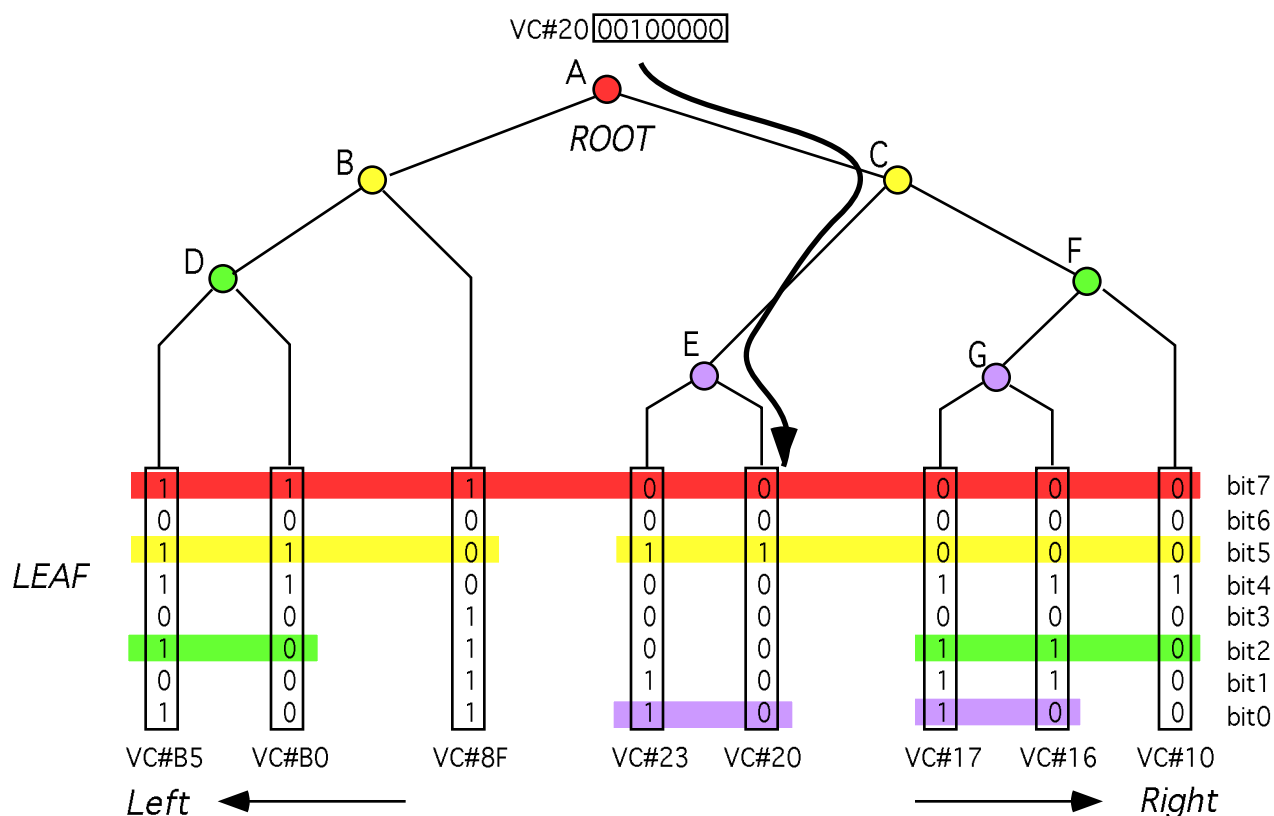 VC#20 00100000
A
ROOT
B
C
D
F
E
G
1 1 1 0 0 0 0 0 bit7
0 0 0 0 0 0 0 0 bit6
1 1 0 1 1 0 0 0 bit5
LEAF
1 1 0 0 0 1 1 1 bit4
0 0 1 0 0 0 0 0 bit3
1 0 1 0 0 1 1 0 bit2
0 0 1 1 0 1 1 0 bit1
1 0 1 1 0 1 0 0 bit0
VC#B5 VC#B0 VC#8F VC#23 VC#20 VC#17 VC#16 VC#10
Left Right